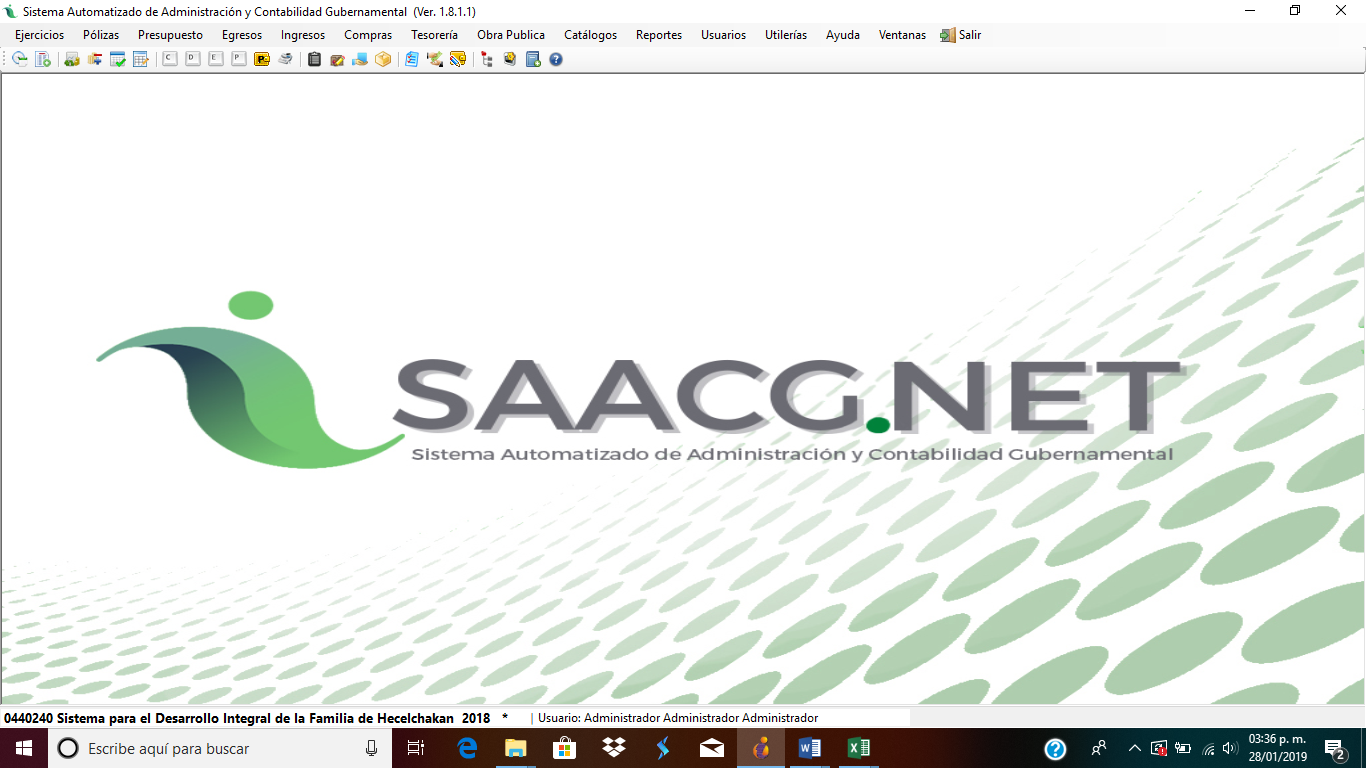 Sistema Automatizado de Administración y Contabilidad Gubernamental (Ver. 1.8.1.1)
Ejercicios Pólizas Presupuesto Egresos Ingresos Compras Tesorería Obra Publica Catálogos Reportes Usuarios Utilerías Ayuda Ventanas Salir
C D E P P
SAACG.NET
Sistema Automatizado de Administración y Contabilidad Gubernamental
0440240 Sistema para el Desarrollo Integral de la Familia de Hecelchakan 2018 * | Usuario: Administrador Administrador Administrador
Escribe aquí para buscar
03:36 p. m.
28/01/2019
2